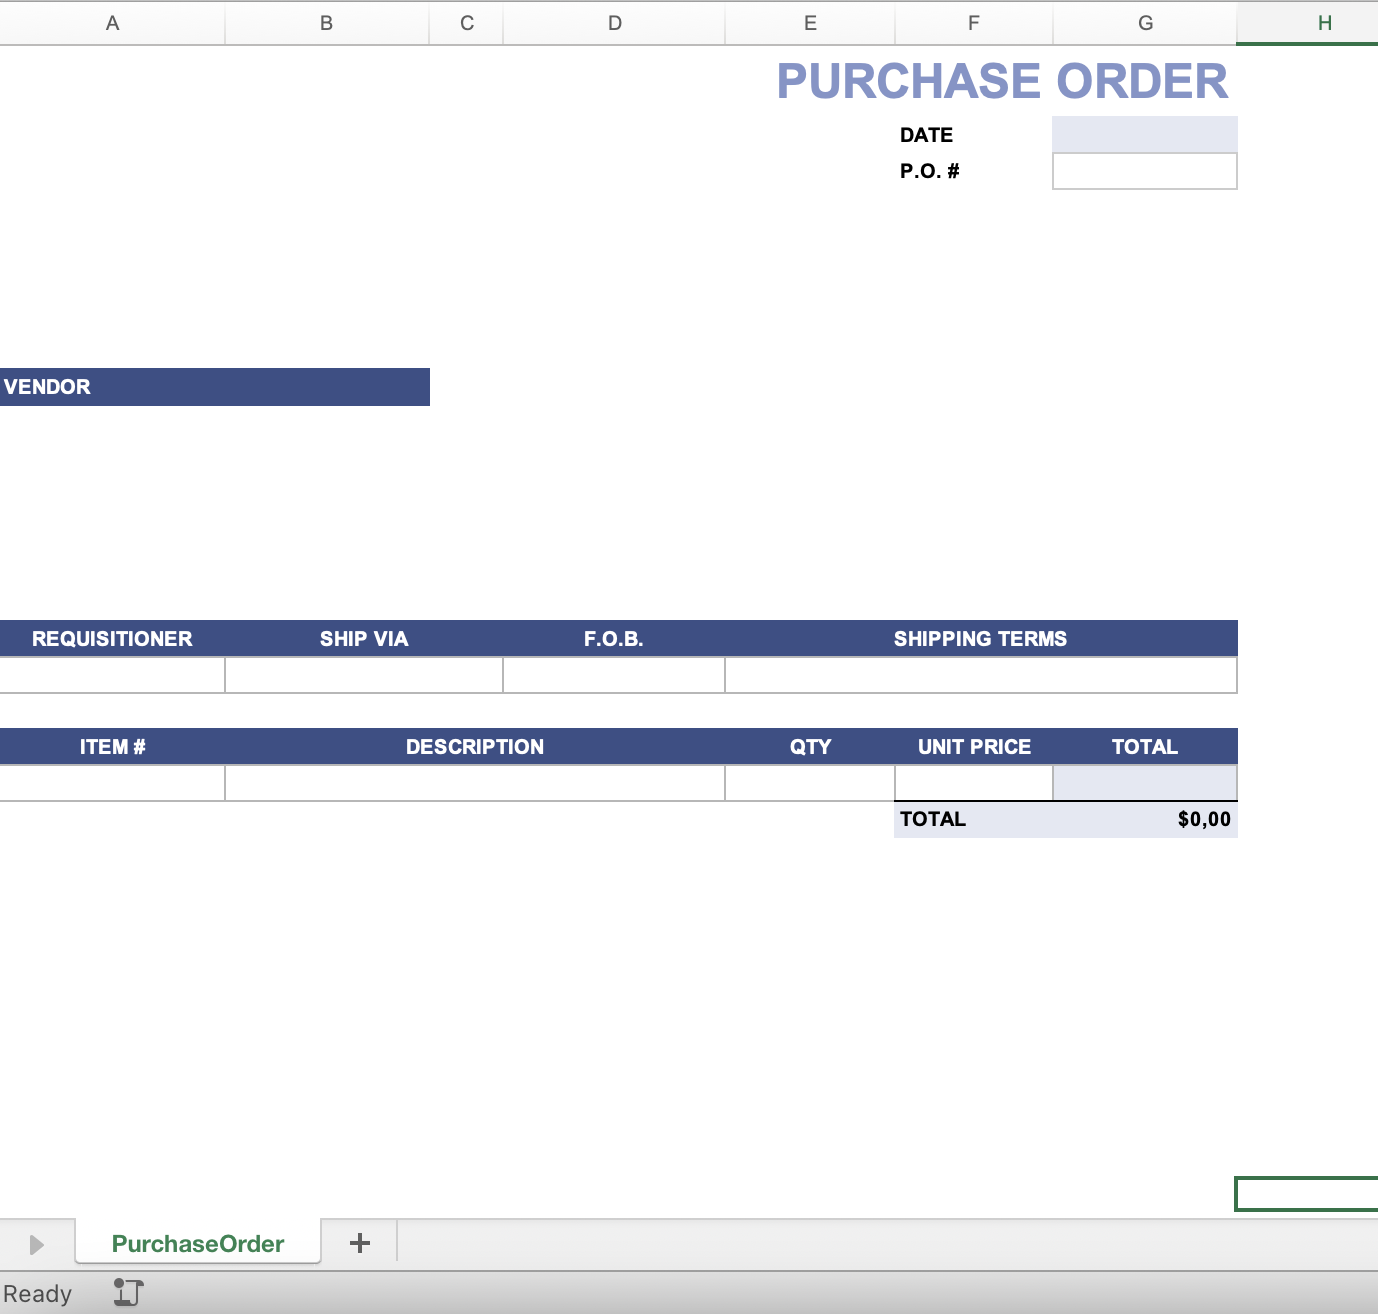 A B C D E F G H
PURCHASE ORDER
DATE
P.O. #
VENDOR
REQUISITIONER SHIP VIA F.O.B. SHIPPING TERMS
ITEM # DESCRIPTION QTY UNIT PRICE TOTAL
TOTAL $0,00
PurchaseOrder +
Ready